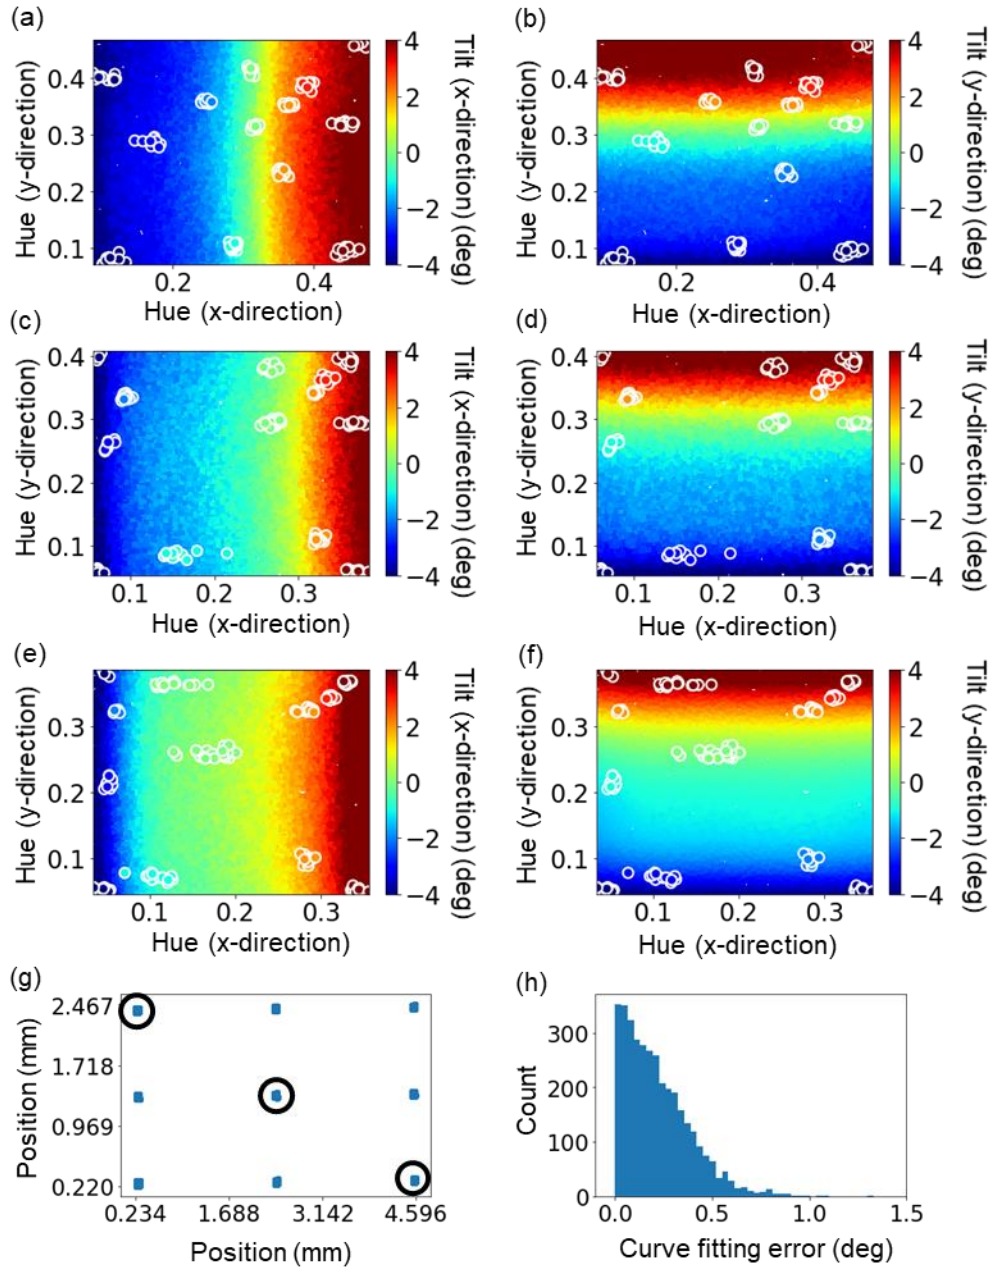 (a)
0.4
0.3
0.2
0.1
Hue (y-direction)
0.2 0.4
Hue (x-direction)
4
2
0
−2
−4
Tilt (x-direction) (deg)
(b)
0.4
0.3
0.2
0.1
Hue (y-direction)
0.2 0.4
Hue (x-direction)
4
2
0
−2
−4
Tilt (y-direction) (deg)
(c)
0.4
0.3
0.2
0.1
Hue (y-direction)
0.1 0.2 0.3
Hue (x-direction)
4
2
0
−2
−4
Tilt (x-direction) (deg)
(d)
0.4
0.3
0.2
0.1
Hue (y-direction)
0.1 0.2 0.3
Hue (x-direction)
4
2
0
−2
−4
Tilt (y-direction) (deg)
(e)
0.3
0.2
0.1
Hue (y-direction)
0.1 0.2 0.3
Hue (x-direction)
4
2
0
−2
−4
Tilt (x-direction) (deg)
(f)
0.3
0.2
0.1
Hue (y-direction)
0.1 0.2 0.3
Hue (x-direction)
4
2
0
−2
−4
Tilt (y-direction) (deg)
(g)
2.467
1.718
0.969
0.220
Position (mm)
0.234 1.688 3.142 4.596
Position (mm)
(h)
300
200
100
0
Count
0.0 0.5 1.0 1.5
Curve fitting error (deg)